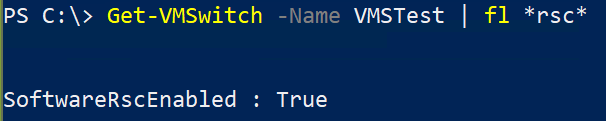 PS C:\> Get-VMSwitch -Name VMSTest | fl *rsc*
SoftwareRscEnabled : True